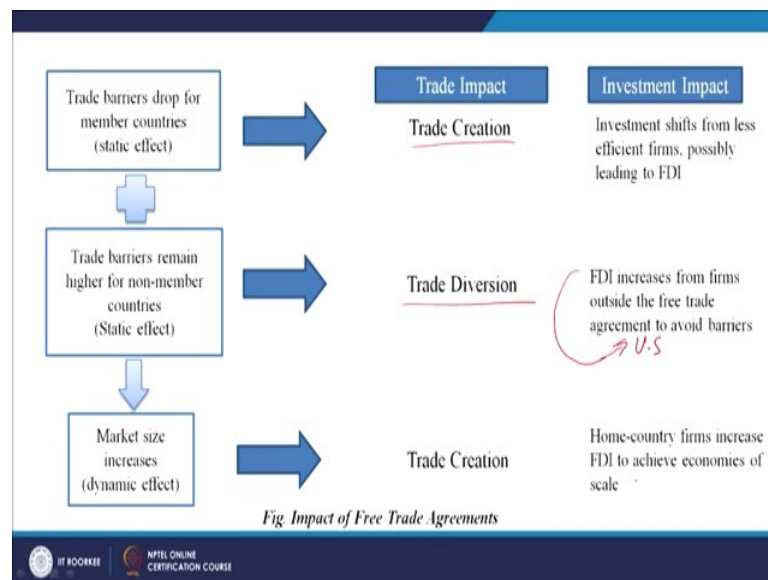 Trade Impact
Investment Impact
Trade barriers drop for
member countries
(static effect)
Trade Creation
Investment shifts from less
efficient firms, possibly
leading to FDI
Trade barriers remain
higher for non-member
countries
(Static effect)
Trade Diversion
FDI increases from firms
outside the free trade
agreement to avoid barriers
U.S
Market size
increases
(dynamic effect)
Trade Creation
Home-country firms increase
FDI to achieve economies of
scale
Fig. Impact of Free Trade Agreements
IIT ROORKEE
NPTEL ONLINE
CERTIFICATION COURSE